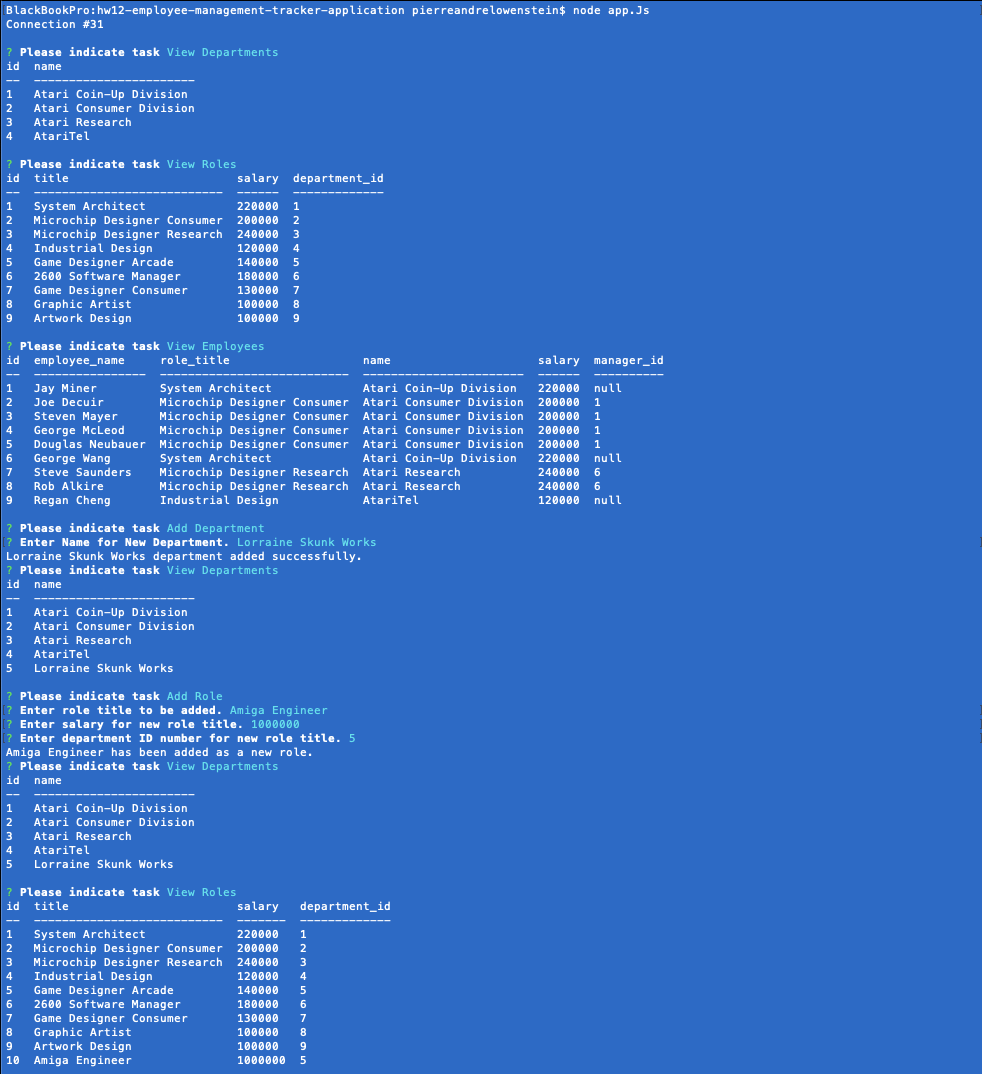 BlackBookPro:hw12-employee-management-tracker-application pierreandrelowenstein$ node app.Js
Connection #31
? Please indicate task View Departments
id  name
--  -----------------------
1   Atari Coin-Up Division
2   Atari Consumer Division
3   Atari Research
4   AtariTel
? Please indicate task View Roles
id  title                        salary  department_id
--  ---------------------------  ------  -------------
1   System Architect             220000  1
2   Microchip Designer Consumer  200000  2
3   Microchip Designer Research  240000  3
4   Industrial Design            120000  4
5   Game Designer Arcade         140000  5
6   2600 Software Manager        180000  6
7   Game Designer Consumer       130000  7
8   Graphic Artist               100000  8
9   Artwork Design               100000  9
? Please indicate task View Employees
id  employee_name     role_title                   name                     salary  manager_id
--  ----------------  ---------------------------  -----------------------  ------  ----------
1   Jay Miner         System Architect             Atari Coin-Up Division   220000  null
2   Joe Decuir        Microchip Designer Consumer  Atari Consumer Division  200000  1
3   Steven Mayer      Microchip Designer Consumer  Atari Consumer Division  200000  1
4   George McLeod     Microchip Designer Consumer  Atari Consumer Division  200000  1
5   Douglas Neubauer  Microchip Designer Consumer  Atari Consumer Division  200000  1
6   George Wang       System Architect             Atari Coin-Up Division   220000  null
7   Steve Saunders    Microchip Designer Research  Atari Research           240000  6
8   Rob Alkire        Microchip Designer Research  Atari Research           240000  6
9   Regan Cheng       Industrial Design            AtariTel                 120000  null
? Please indicate task Add Department
? Enter Name for New Department. Lorraine Skunk Works
Lorraine Skunk Works department added successfully.
? Please indicate task View Departments
id  name
--  -----------------------
1   Atari Coin-Up Division
2   Atari Consumer Division
3   Atari Research
4   AtariTel
5   Lorraine Skunk Works
? Please indicate task Add Role
? Enter role title to be added. Amiga Engineer
? Enter salary for new role title. 1000000
? Enter department ID number for new role title. 5
Amiga Engineer has been added as a new role.
? Please indicate task View Departments
id  name
--  -----------------------
1   Atari Coin-Up Division
2   Atari Consumer Division
3   Atari Research
4   AtariTel
5   Lorraine Skunk Works
? Please indicate task View Roles
id  title                        salary   department_id
--  ---------------------------  -------  -------------
1   System Architect             220000   1
2   Microchip Designer Consumer  200000   2
3   Microchip Designer Research  240000   3
4   Industrial Design            120000   4
5   Game Designer Arcade         140000   5
6   2600 Software Manager        180000   6
7   Game Designer Consumer       130000   7
8   Graphic Artist               100000   8
9   Artwork Design               100000   9
10  Amiga Engineer               1000000  5